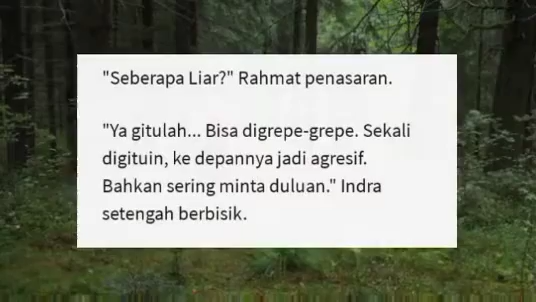 "Seberapa Liar?" Rahmat penasaran.
"Ya gitulah... Bisa digrepe-grepe. Sekali
digituin, ke depannya jadi agresif.
Bahkan sering minta duluan." Indra
setengah berbisik.